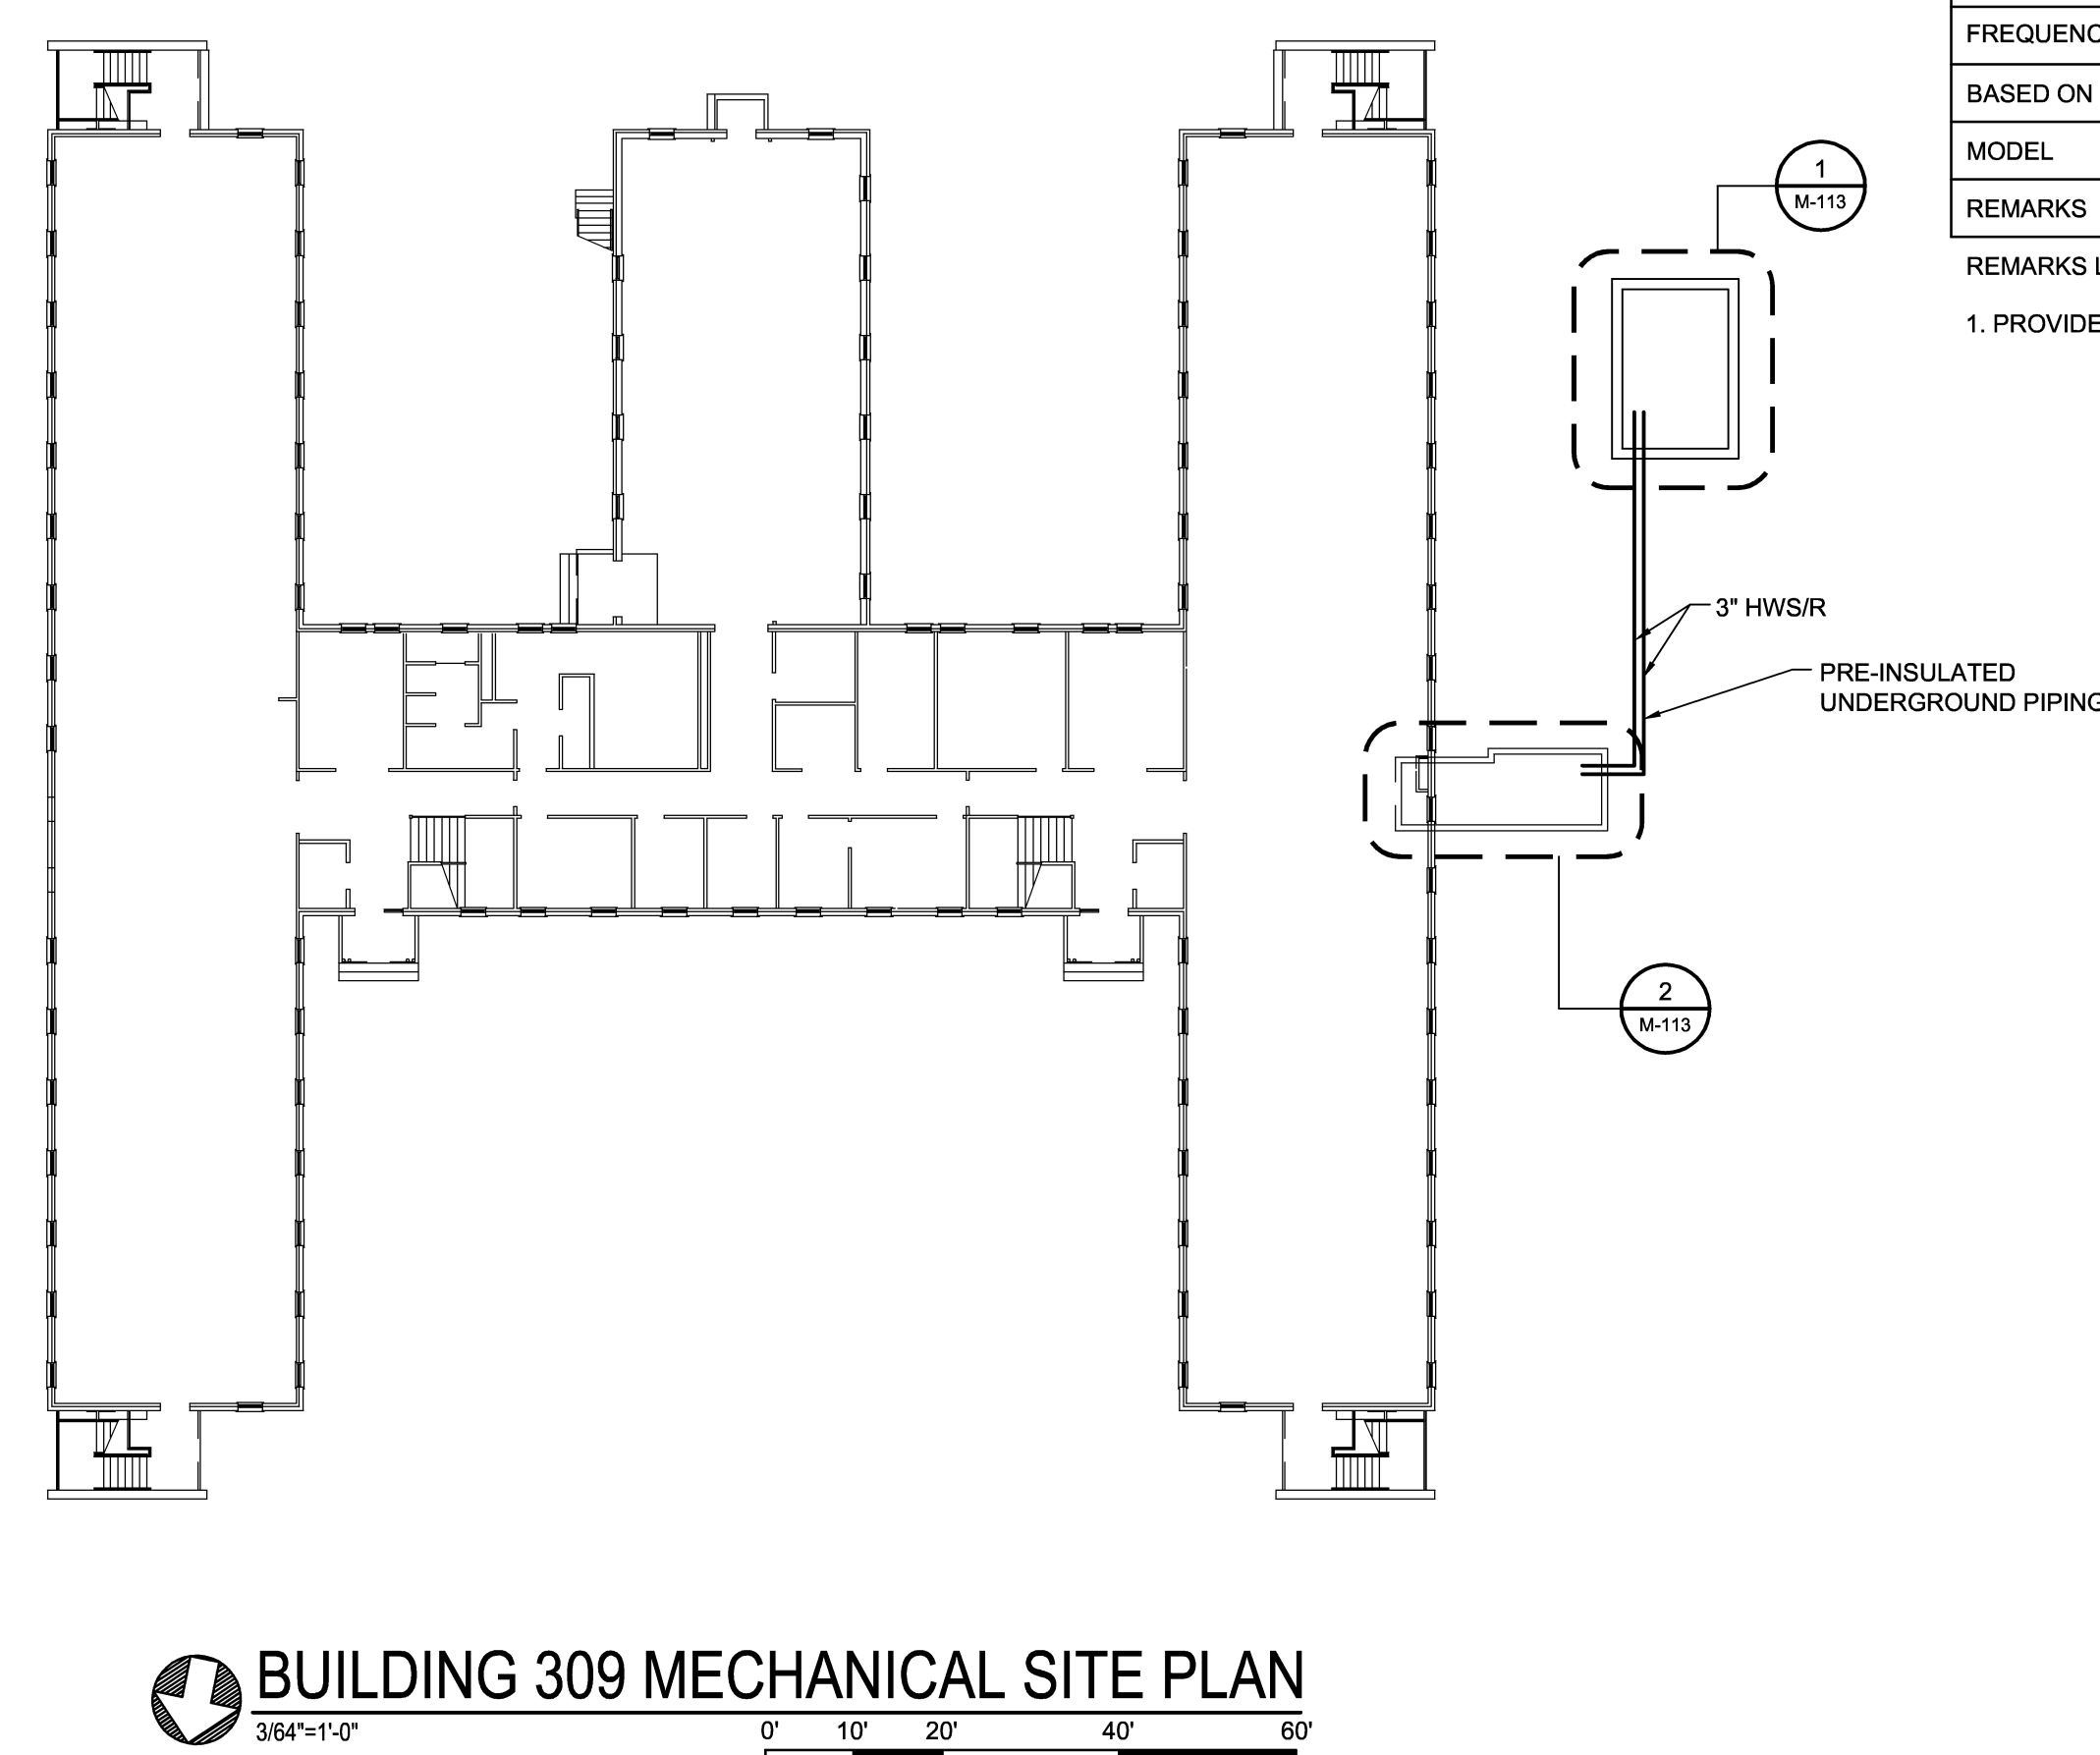 FREQUENC
BASED ON
MODEL
REMARKS
REMARKS L
1. PROVIDE
1
M-113
3" HWS/R
PRE-INSULATED
UNDERGROUND PIPING
2
M-113
BUILDING 309 MECHANICAL SITE PLAN
3/64"=1'-0"
0' 10' 20' 40' 60'